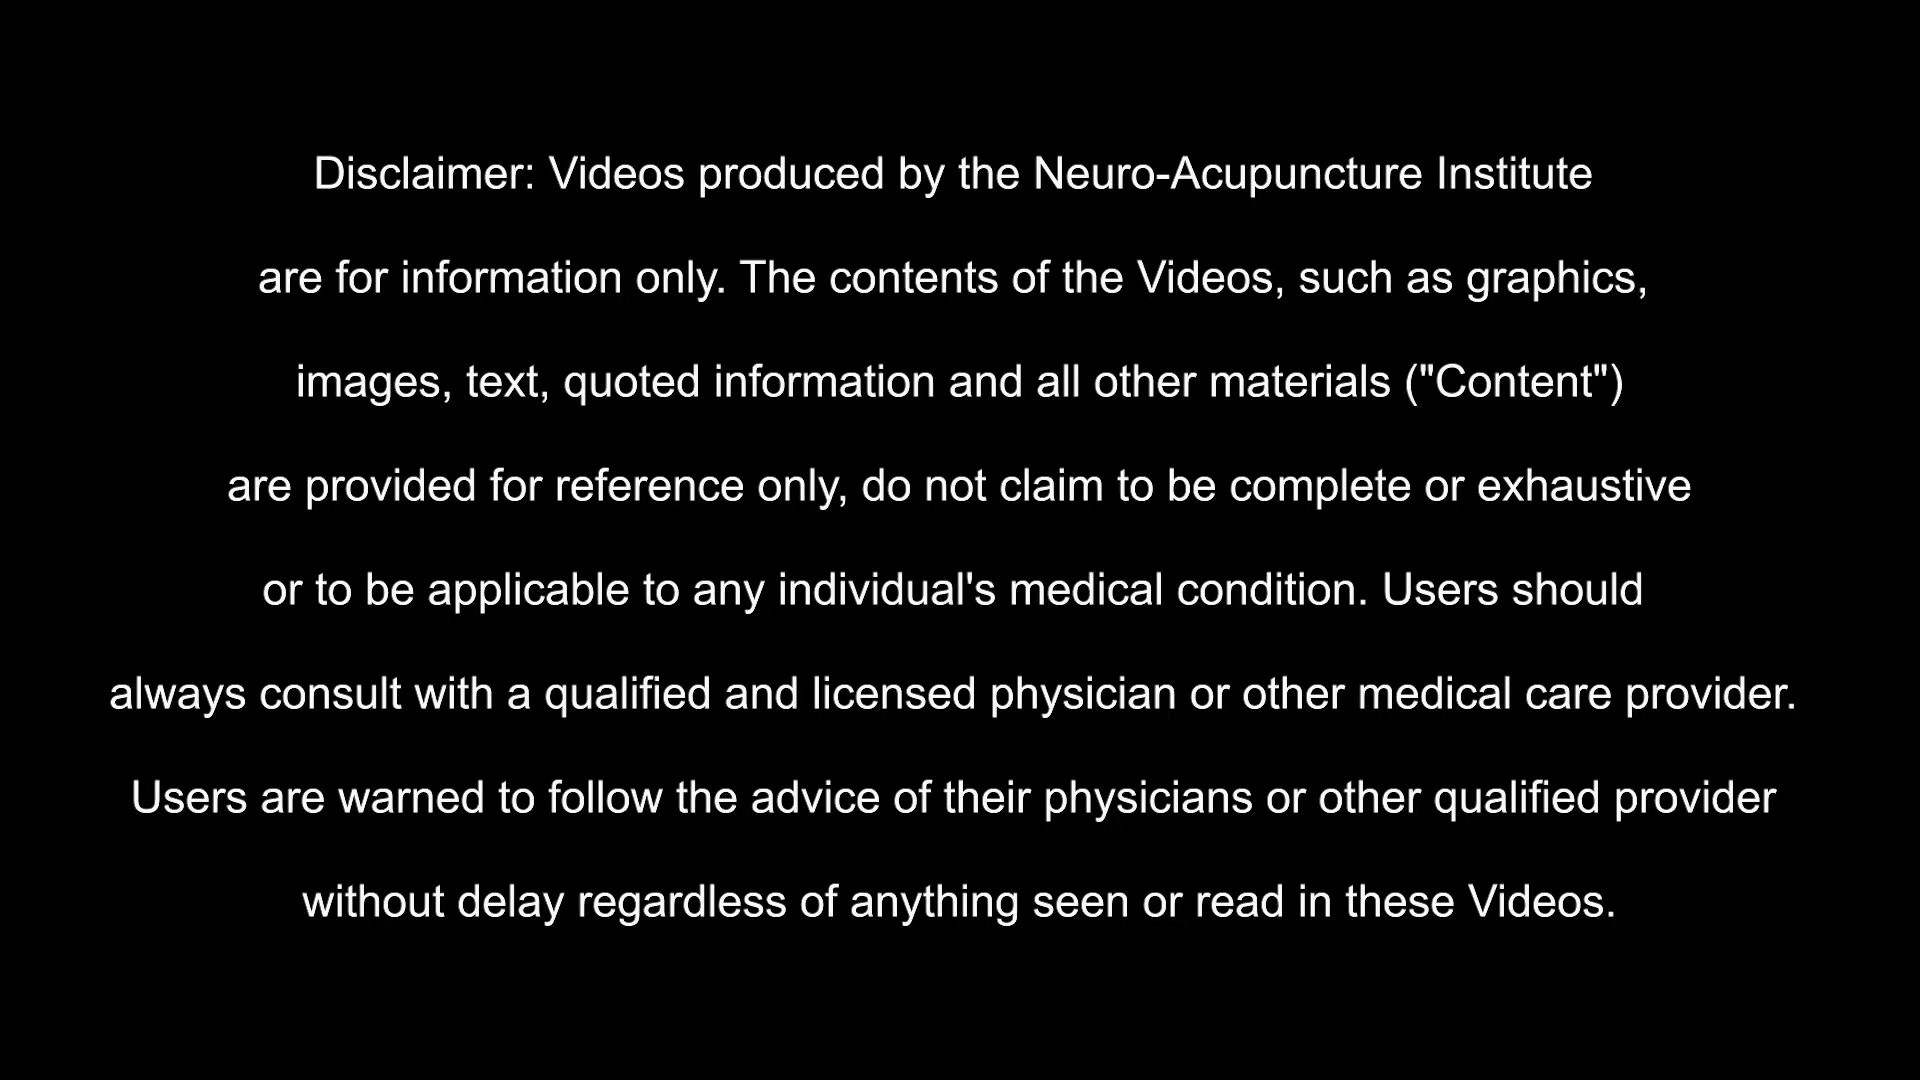 Disclaimer: Videos produced by the Neuro-Acupuncture Institute
are for information only. The contents of the Videos, such as graphics,
images, text, quoted information and all other materials ("Content")
are provided for reference only, do not claim to be complete or exhaustive
or to be applicable to any individual's medical condition. Users should
always consult with a qualified and licensed physician or other medical care provider.
Users are warned to follow the advice of their physicians or other qualified provider
without delay regardless of anything seen or read in these Videos.